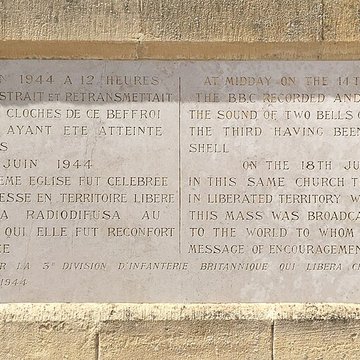 1944 A 12 HEURES
STRAIT ET RETRANSMETTAIT
CLOCHES DE CE BEFFROI
AYANT ETE ATTEINTE
JUIN 1944
EME EGLISE FUT CELEBREE
ESSE EN TERRITOIRE LIBERE
A RADIODIFUSA AU
QUI ELLE FUT RECONFORT
AT MIDDAY ON THE 14
THE BBC RECORDED AND
THE SOUND OF TWO BELLS
THE THIRD HAVING BEEN
SHELL
ON THE 18TH
IN THIS SAME CHURCH
IN LIBERATED TERRITORY
THIS MASS WAS BROADCA
TO THE WORLD TO WHOM
MESSAGE OF ENCOURAGEMEN
R LA 3e DIVISION D'INFANTERIE BRITANNIQUE QUI LIBERA
1944